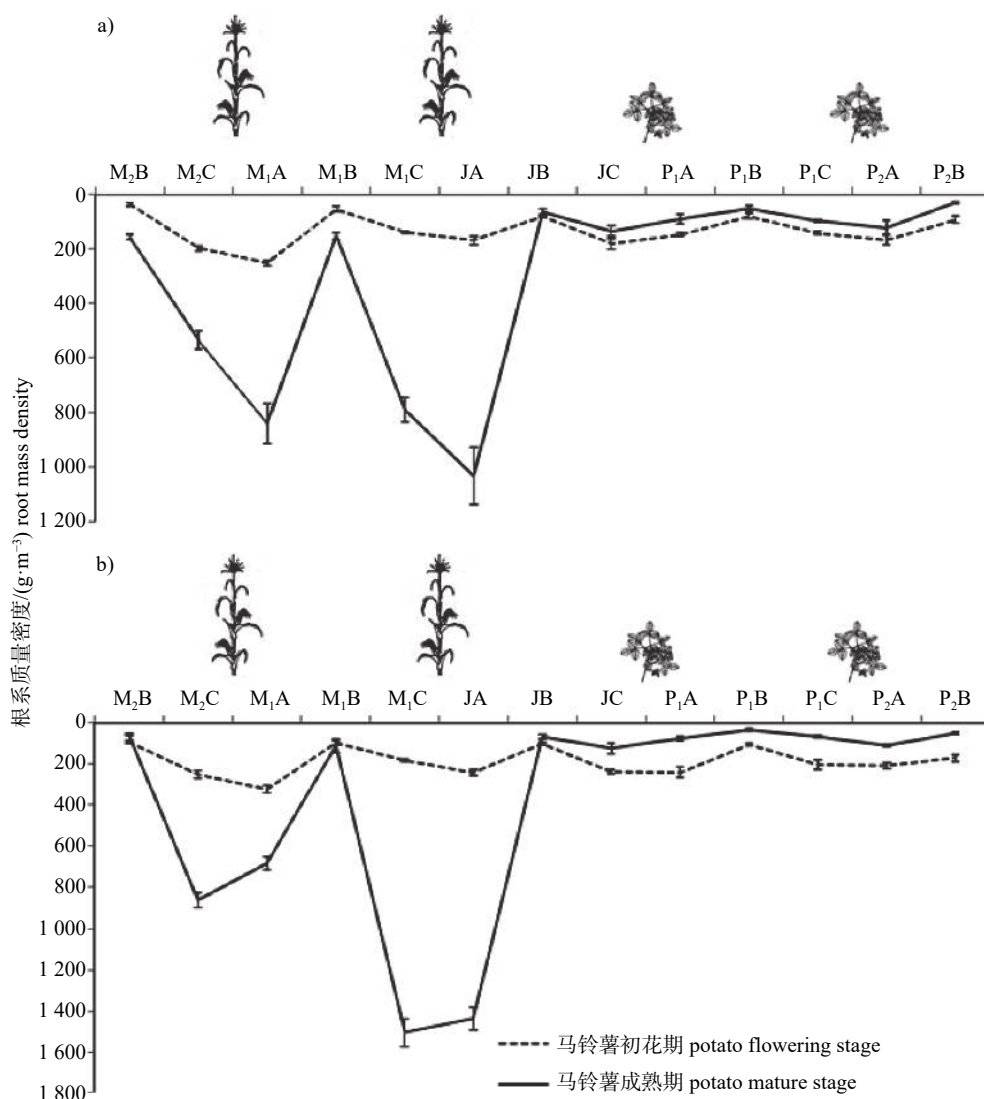 a)
M₂B M₂C M₁A M₁B M₁C JA JB JC P₁A P₁B P₁C P₂A P₂B
0
200
400
600
800
1 000
1 200
根系质量密度/(g·m⁻³) root mass density
b)
M₂B M₂C M₁A M₁B M₁C JA JB JC P₁A P₁B P₁C P₂A P₂B
0
200
400
600
800
1 000
1 200
1 400
1 600
1 800
马铃薯初花期 potato flowering stage
马铃薯成熟期 potato mature stage